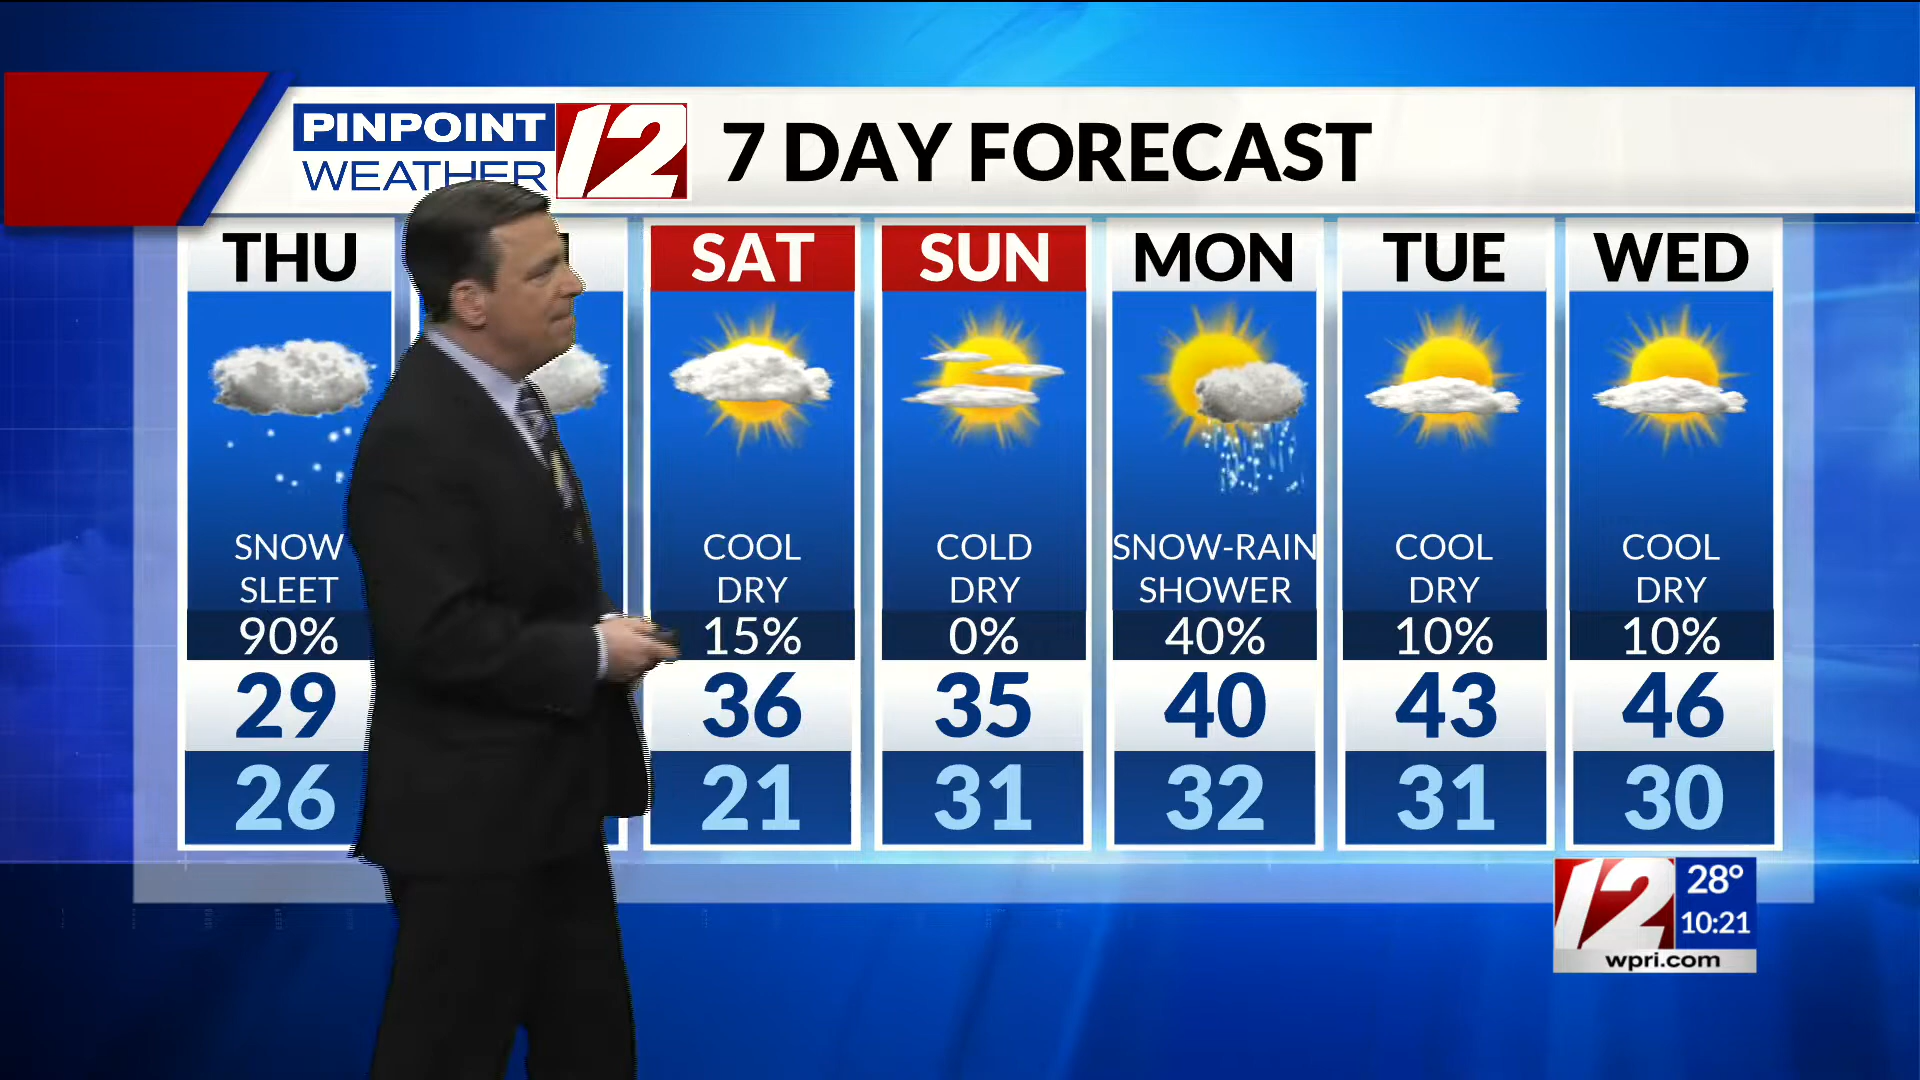 PINPOINT
WEATHER
12
7 DAY FORECAST
THU SAT SUN MON TUE WED
SNOW COOL COLD SNOW-RAIN COOL COOL
SLEET DRY DRY SHOWER DRY DRY
90% 15% 0% 40% 10% 10%
29 36 35 40 43 46
26 21 31 32 31 30
12
28°
10:21
wpri.com